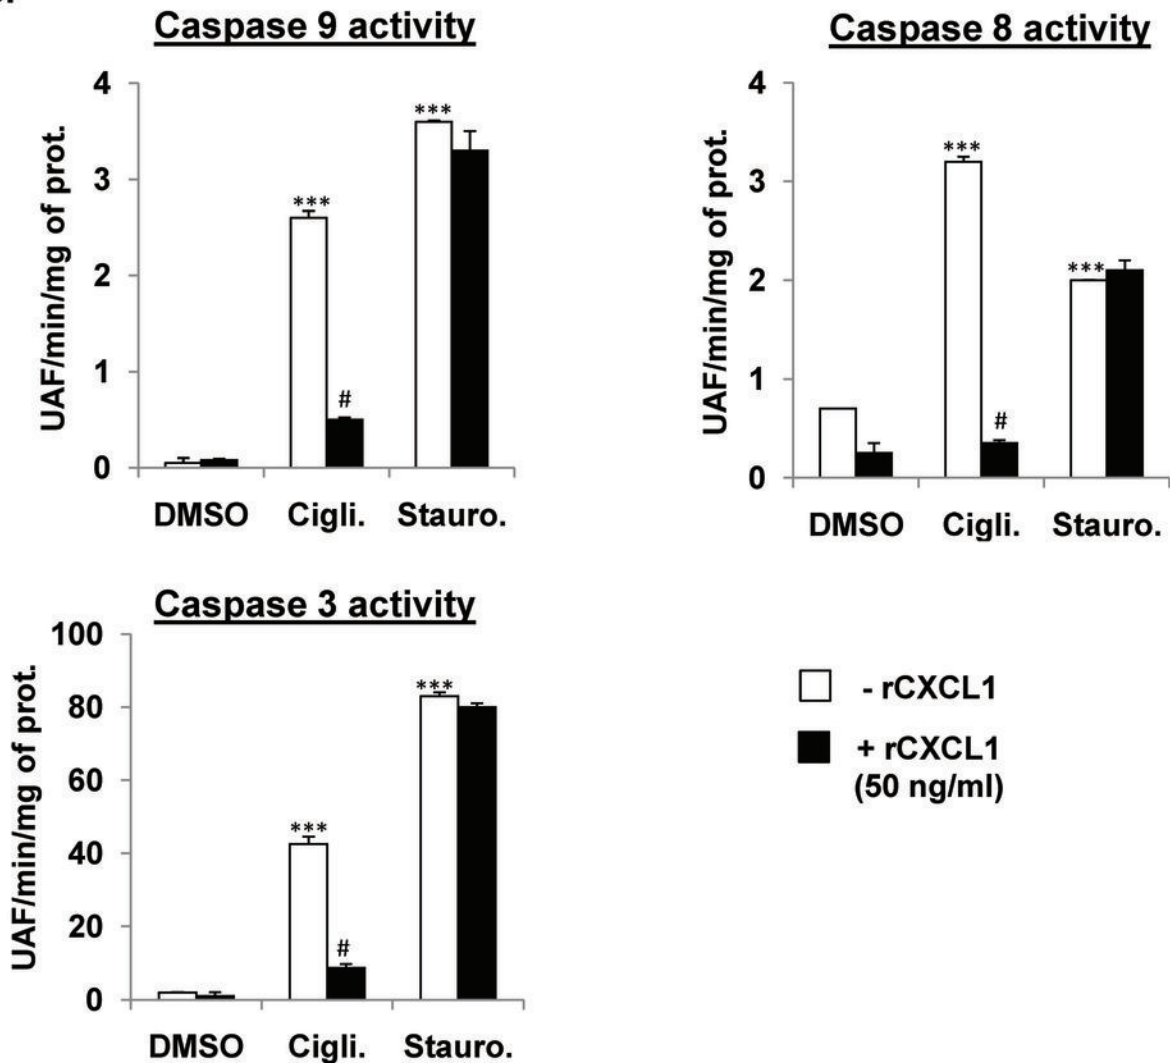 Caspase 9 activity
UAF/min/mg of prot.
4
3
2
1
0
***
#
***
DMSO Cigli. Stauro.
Caspase 8 activity
UAF/min/mg of prot.
4
3
2
1
0
***
#
***
DMSO Cigli. Stauro.
Caspase 3 activity
UAF/min/mg of prot.
100
80
60
40
20
0
***
#
***
DMSO Cigli. Stauro.
- rCXCL1
+ rCXCL1
(50 ng/ml)